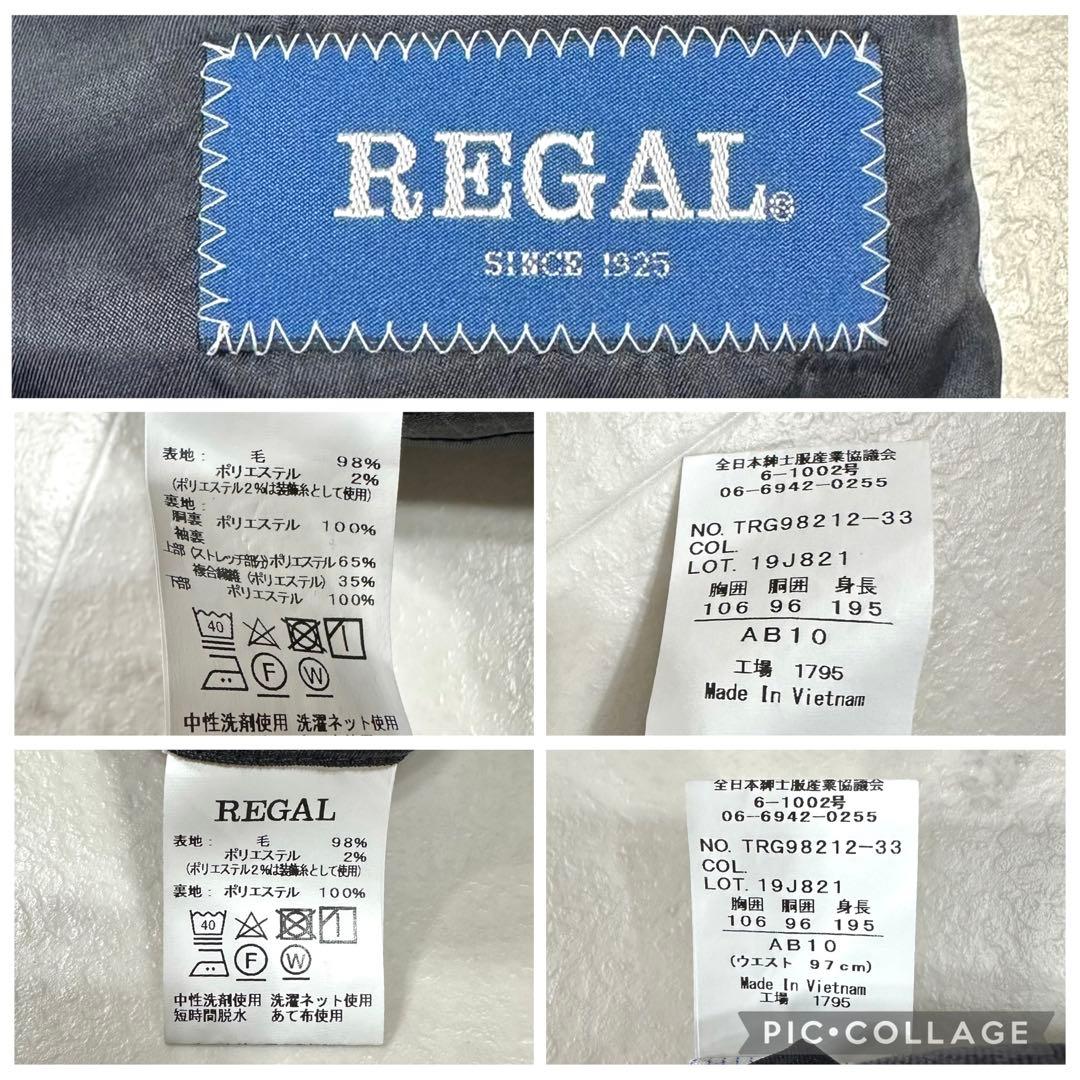 REGAL®
SINCE 1925
表地： 毛 98%
ポリエステル 2%
(ポリエステル2%は装飾糸として使用)
裏地：
胴裏 ポリエステル 100%
袖裏
上部 (ストレッチ部分) ポリエステル 65%
複合繊維 (ポリエステル) 35%
下部 ポリエステル 100%
40
F W
中性洗剤使用 洗濯ネット使用
全日本紳士服産業協議会
6-1002号
06-6942-0255
NO. TRG98212-33
COL.
LOT. 19J821
胸囲 胴囲 身長
106 96 195
AB10
工場 1795
Made In Vietnam
REGAL
表地： 毛 98%
ポリエステル 2%
(ポリエステル2%は装飾糸として使用)
裏地： ポリエステル 100%
40
F W
中性洗剤使用 洗濯ネット使用
短時間脱水 あて布使用
全日本紳士服産業協議会
6-1002号
06-6942-0255
NO. TRG98212-33
COL.
LOT. 19J821
胸囲 胴囲 身長
106 96 195
AB10
(ウエスト 97cm)
Made In Vietnam
工場 1795
PIC•COLLAGE